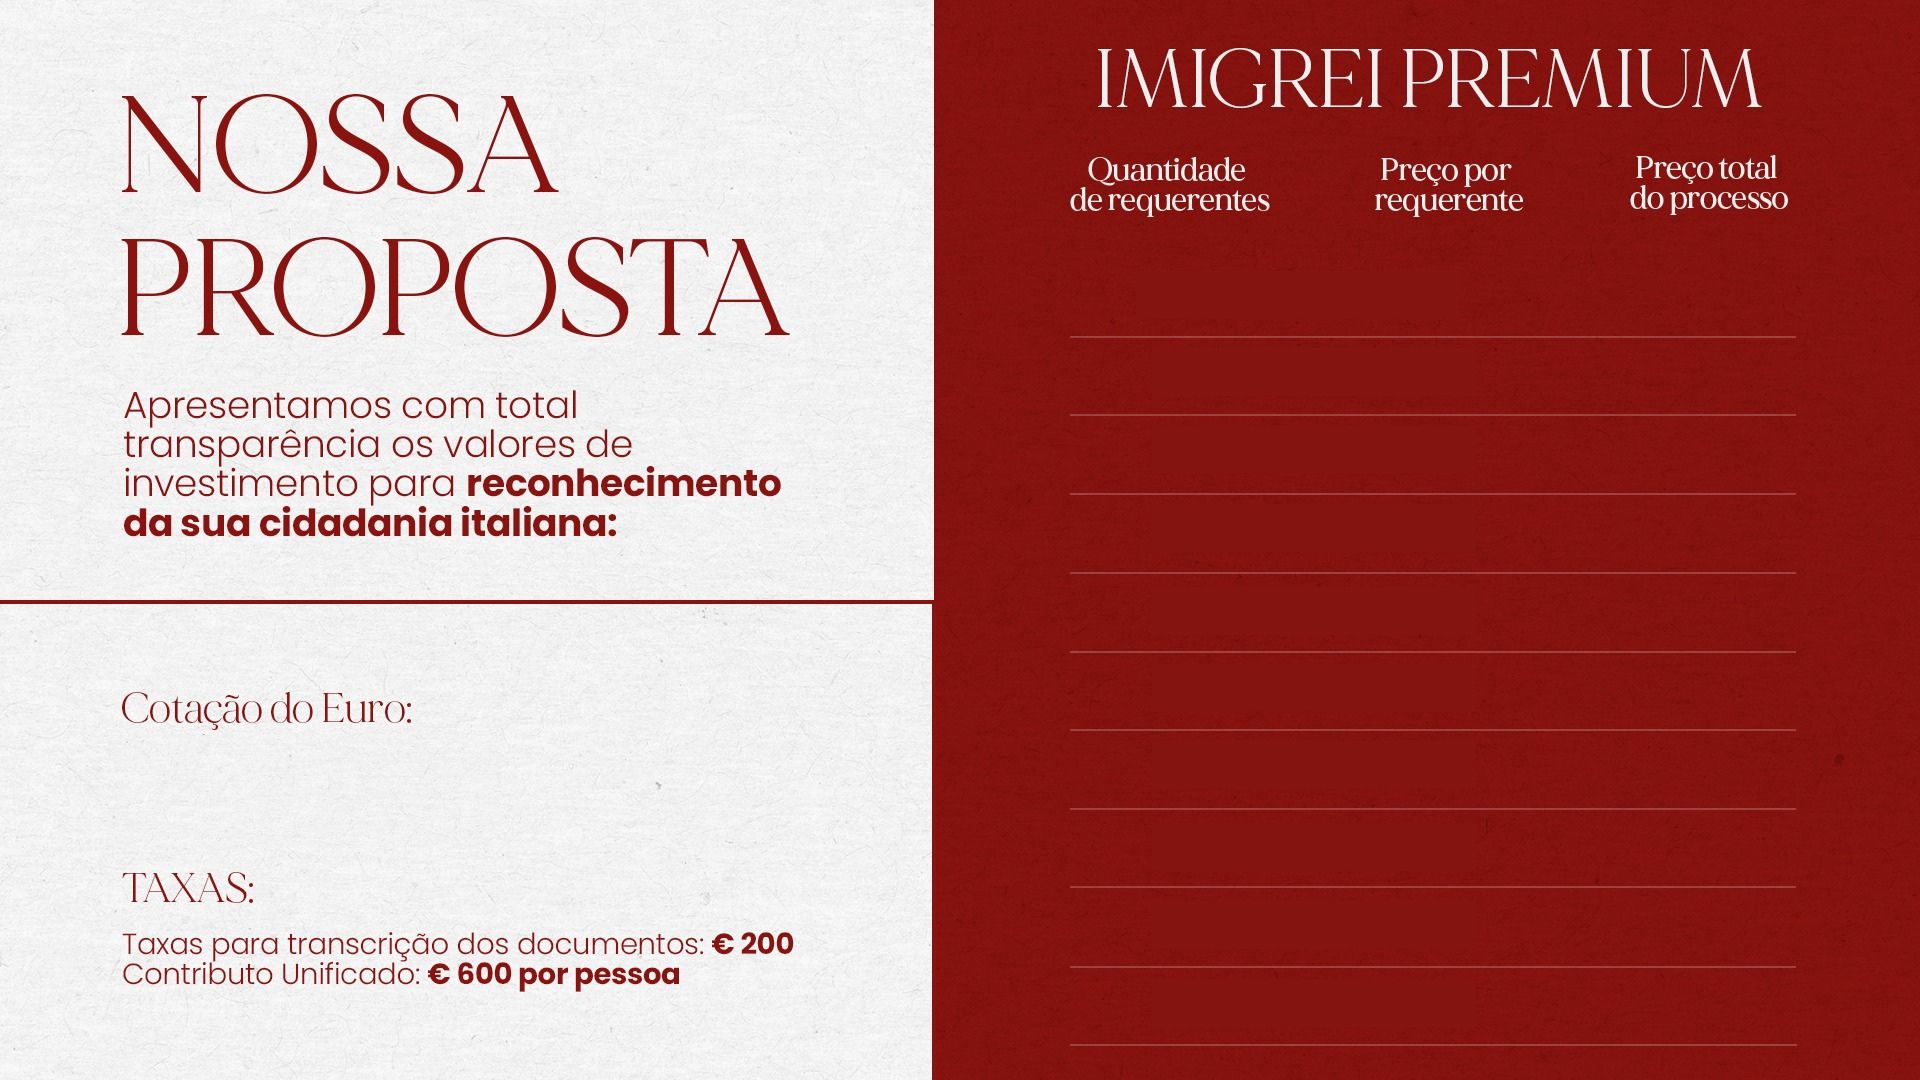 NOSSA
PROPOSTA
Apresentamos com total
transparência os valores de
investimento para reconhecimento
da sua cidadania italiana:
Cotação do Euro:
TAXAS:
Taxas para transcrição dos documentos: € 200
Contributo Unificado: € 600 por pessoa
IMIGREI PREMIUM
Quantidade
de requerentes
Preço por
requerente
Preço total
do processo